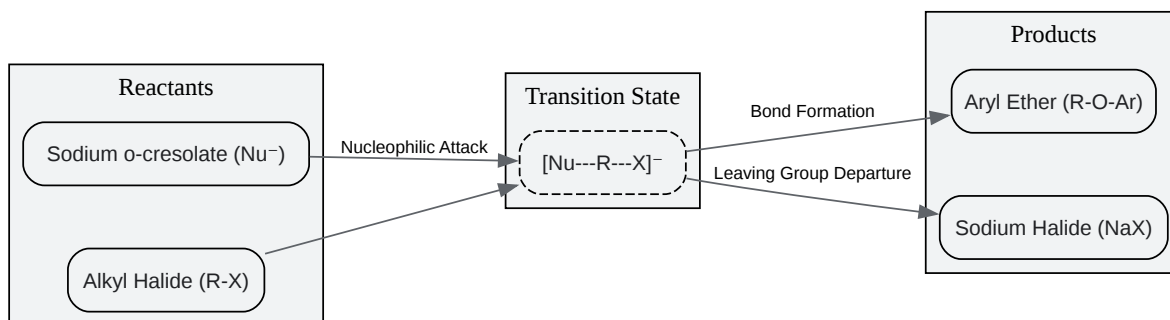 Reactants
Sodium o-cresolate (Nu⁻)
Alkyl Halide (R-X)
Nucleophilic Attack
Transition State
[Nu---R---X]⁻
Bond Formation
Leaving Group Departure
Products
Aryl Ether (R-O-Ar)
Sodium Halide (NaX)